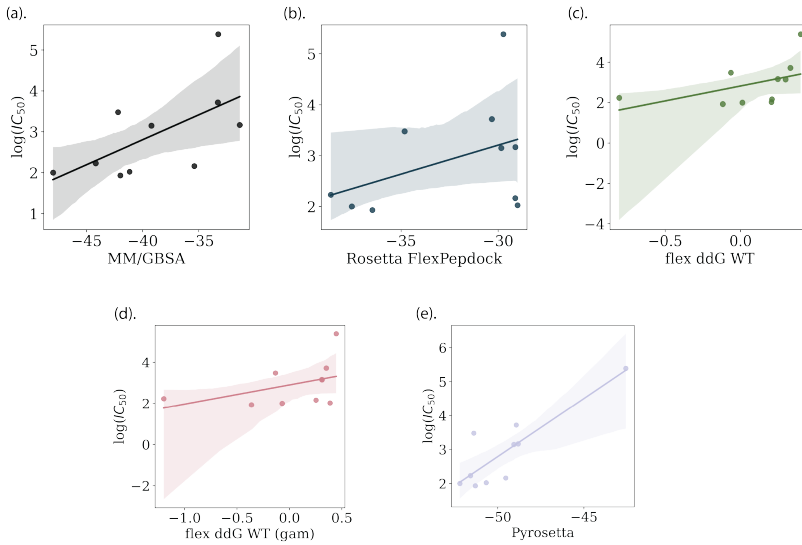 (a).
(b).
(c).
5
4
3
2
1
log(IC50)
−45
−40
−35
MM/GBSA
5
4
3
2
log(IC50)
−35
−30
Rosetta FlexPepdock
4
2
0
−2
−4
log(IC50)
−0.5
0.0
flex ddG WT
(d).
(e).
4
2
0
−2
log(IC50)
−1.0
−0.5
0.0
0.5
flex ddG WT (gam)
6
5
4
3
2
log(IC50)
−50
−45
Pyrosetta